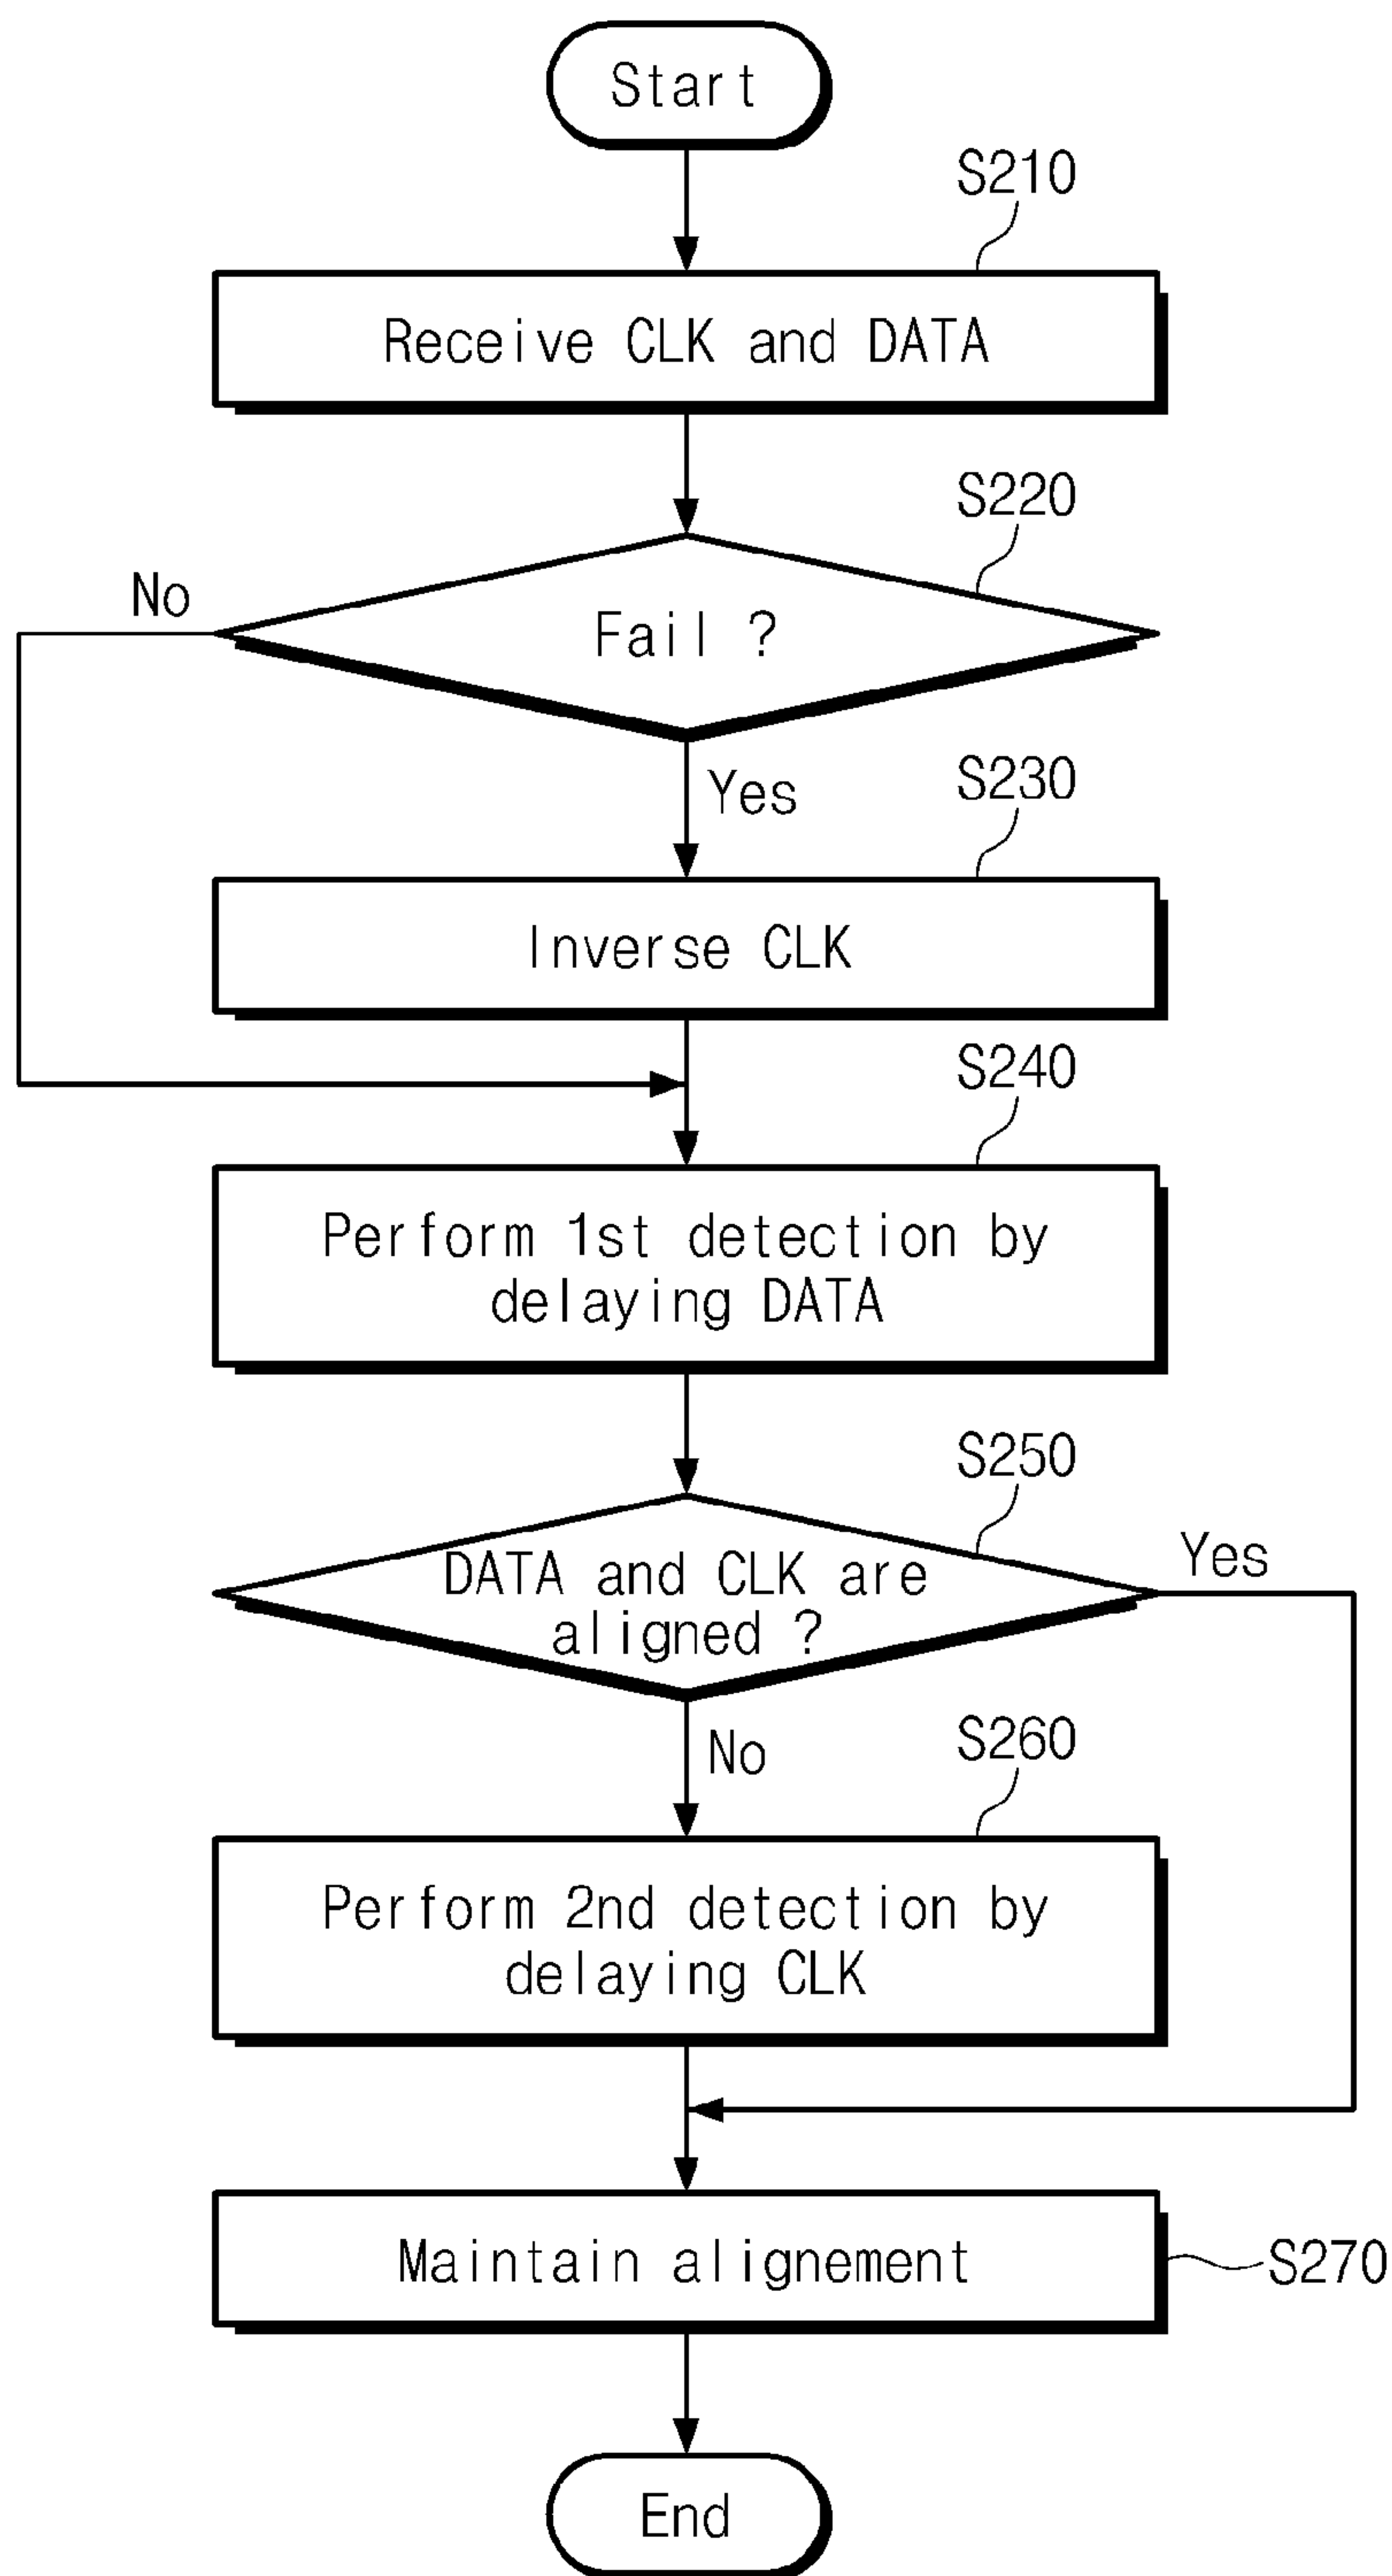 Start
S210
Receive CLK and DATA
S220
No
Fail ?
Yes
S230
Inverse CLK
S240
Perform 1st detection by
delaying DATA
S250
Yes
DATA and CLK are
aligned ?
No
S260
Perform 2nd detection by
delaying CLK
Maintain alignement
S270
End